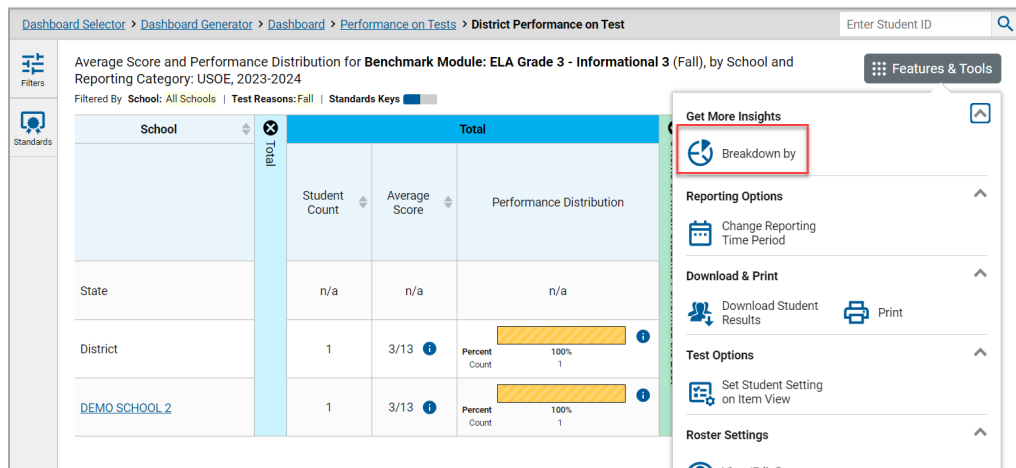 Dashboard Selector > Dashboard Generator > Dashboard > Performance on Tests > District Performance on Test
Enter Student ID
Filters
Standards
Average Score and Performance Distribution for Benchmark Module: ELA Grade 3 - Informational 3 (Fall), by School and
Reporting Category: USOE, 2023-2024
Filtered By School: All Schools | Test Reasons: Fall | Standards Keys
Features & Tools
School
Total
Total
Student
Count
Average
Score
Performance Distribution
State
n/a
n/a
n/a
District
1
3/13
Percent 100%
Count 1
DEMO SCHOOL 2
1
3/13
Percent 100%
Count 1
Get More Insights
Breakdown by
Reporting Options
Change Reporting
Time Period
Download & Print
Download Student
Results
Print
Test Options
Set Student Setting
on Item View
Roster Settings